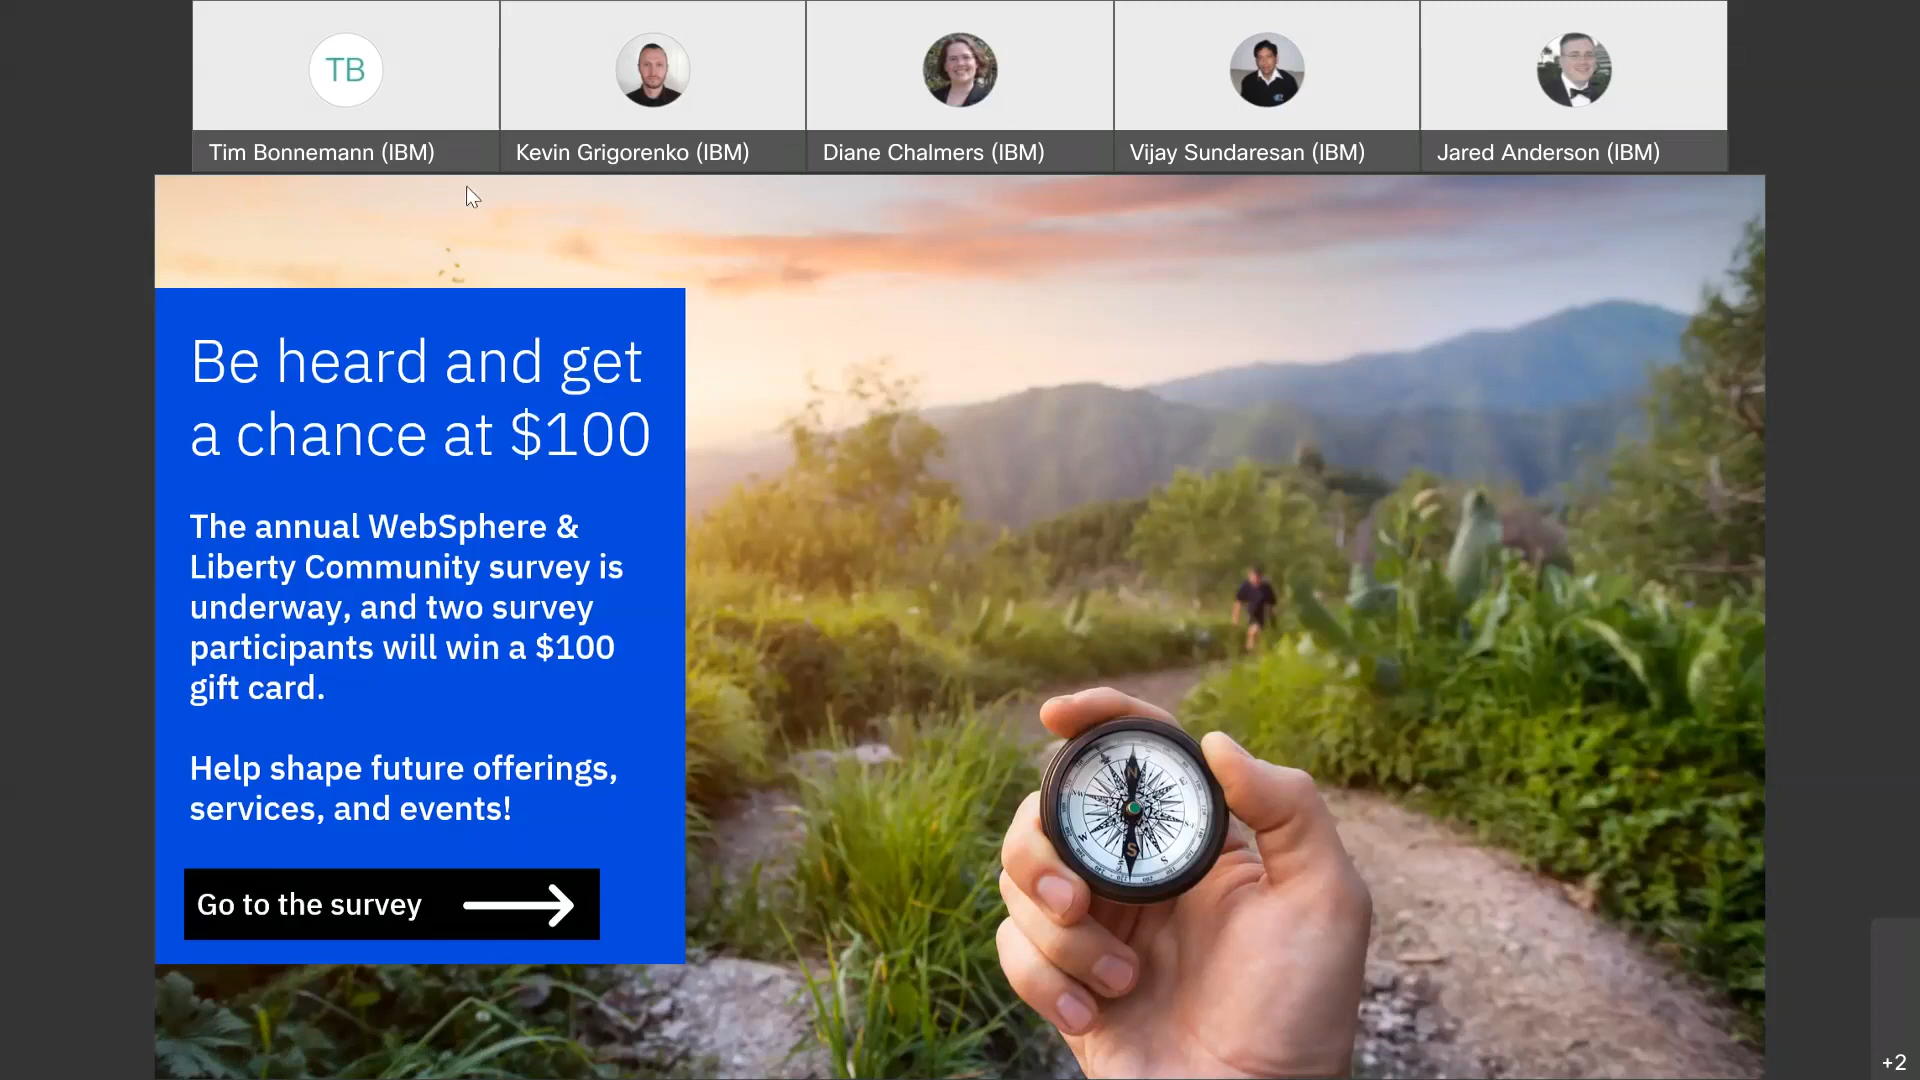 TB
Tim Bonnemann (IBM)
Kevin Grigorenko (IBM)
Diane Chalmers (IBM)
Vijay Sundaresan (IBM)
Jared Anderson (IBM)
Be heard and get
a chance at $100
The annual WebSphere &
Liberty Community survey is
underway, and two survey
participants will win a $100
gift card.
Help shape future offerings,
services, and events!
Go to the survey
N
S
W
S
+2